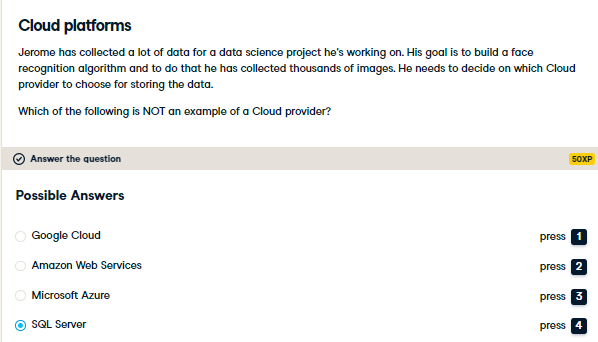 Cloud platforms
Jerome has collected a lot of data for a data science project he's working on. His goal is to build a face
recognition algorithm and to do that he has collected thousands of images. He needs to decide on which Cloud
provider to choose for storing the data.
Which of the following is NOT an example of a Cloud provider?
Answer the question
50XP
Possible Answers
Google Cloud press 1
Amazon Web Services press 2
Microsoft Azure press 3
SQL Server press 4